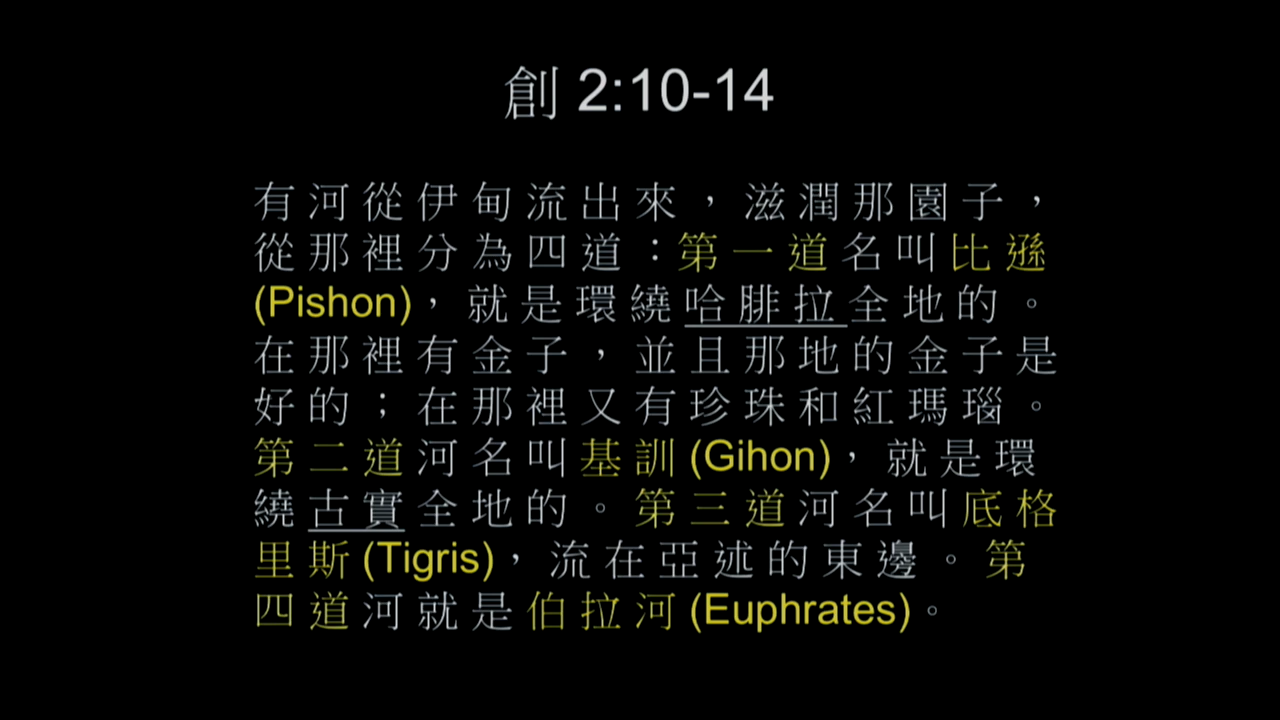 創 2:10-14
有河從伊甸流出來，滋潤那園子，
從那裡分為四道：第一道名叫比遜
(Pishon)，就是環繞哈腓拉全地的。
在那裡有金子，並且那地的金子是
好的；在那裡又有珍珠和紅瑪瑙。
第二道河名叫基訓(Gihon)，就是環
繞古實全地的。第三道河名叫底格
里斯(Tigris)，流在亞述的東邊。第
四道河就是伯拉河(Euphrates)。